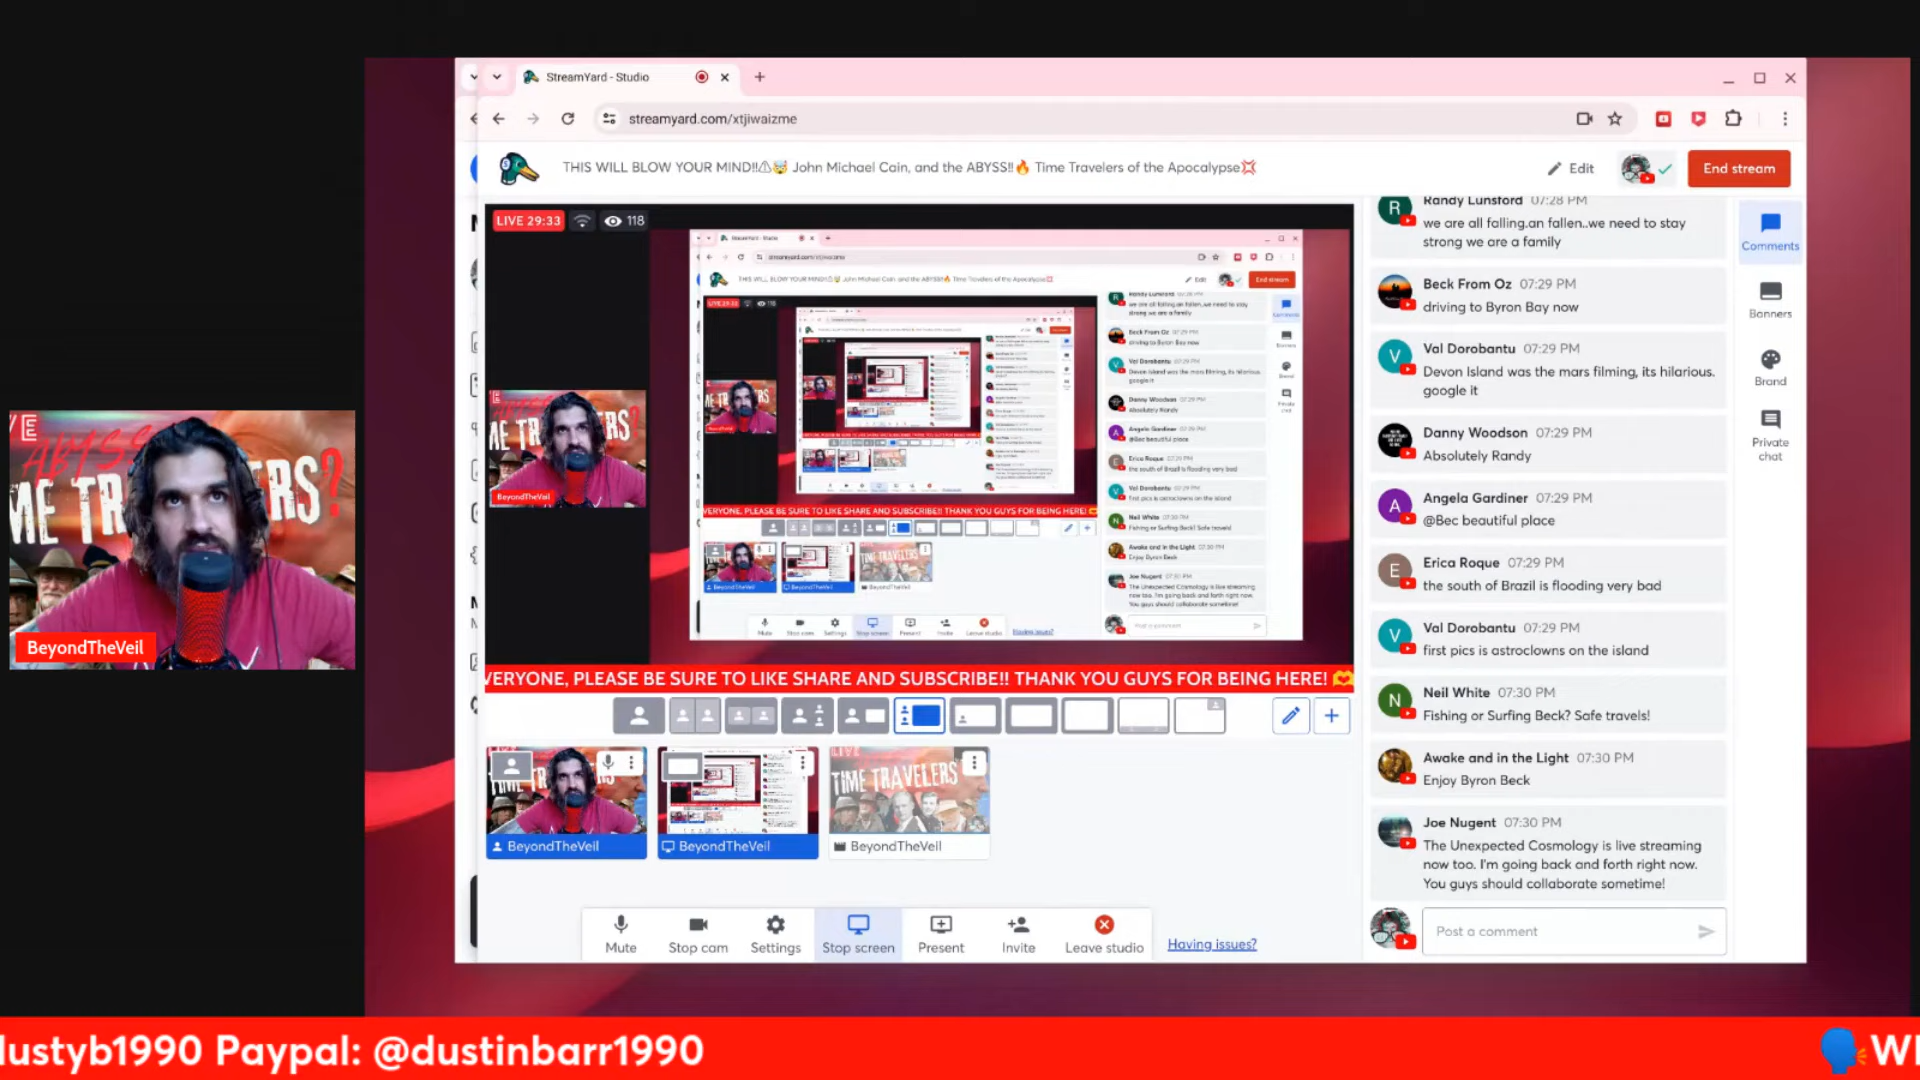 StreamYard - Studio
streamyard.com/xtjiwaizme
THIS WILL BLOW YOUR MIND!!⚠🤯 John Michael Cain, and the ABYSS!!🔥 Time Travelers of the Apocalypse💢
Edit
End stream
LIVE 29:33
118
Randy Lunsford 07:28 PM
we are all falling.an fallen..we need to stay
strong we are a family
Beck From Oz 07:29 PM
driving to Byron Bay now
Val Dorobantu 07:29 PM
Devon Island was the mars filming, its hilarious.
google it
Danny Woodson 07:29 PM
Absolutely Randy
Angela Gardiner 07:29 PM
@Bec beautiful place
Erica Roque 07:29 PM
the south of Brazil is flooding very bad
Val Dorobantu 07:29 PM
first pics is astroclowns on the island
Neil White 07:30 PM
Fishing or Surfing Beck? Safe travels!
Awake and in the Light 07:30 PM
Enjoy Byron Beck
Joe Nugent 07:30 PM
The Unexpected Cosmology is live streaming
now too. I'm going back and forth right now.
You guys should collaborate sometime!
Post a comment
Comments
Banners
Brand
Private
chat
ABYSS
ME TR
ERS?
BeyondTheVeil
BeyondTheVeil
VERYONE, PLEASE BE SURE TO LIKE SHARE AND SUBSCRIBE!! THANK YOU GUYS FOR BEING HERE! 🫶
BeyondTheVeil
BeyondTheVeil
LIVE
TIME TRAVELERS
BeyondTheVeil
Mute
Stop cam
Settings
Stop screen
Present
Invite
Leave studio
Having issues?
dustyb1990 Paypal: @dustinbarr1990